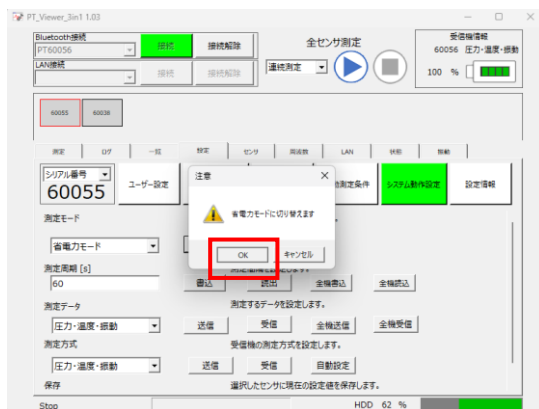 PT_Viewer_3in1 1.03
Bluetooth接続
PT60056
接続
接続解除
LAN接続
接続
接続解除
全センサ測定
連続測定
受信機情報
60056 圧力・温度・振動
100 %
60055
60036
測定
ログ
一括
設定
センサ
周波数
LAN
状態
振動
シリアル番号
60055
ユーザー設定
測定条件
システム動作設定
設定情報
注意
省電力モードに切り替えます
OK
キャンセル
測定モード
省電力モード
測定周期 [s]
60
書込
読出
全機書込
全機読込
測定データ
測定するデータを設定します。
圧力・温度・振動
送信
受信
全機送信
全機受信
測定方式
受信機の測定方式を設定します。
圧力・温度・振動
送信
受信
自動設定
保存
選択したセンサに現在の設定値を保存します。
Stop
HDD 62 %